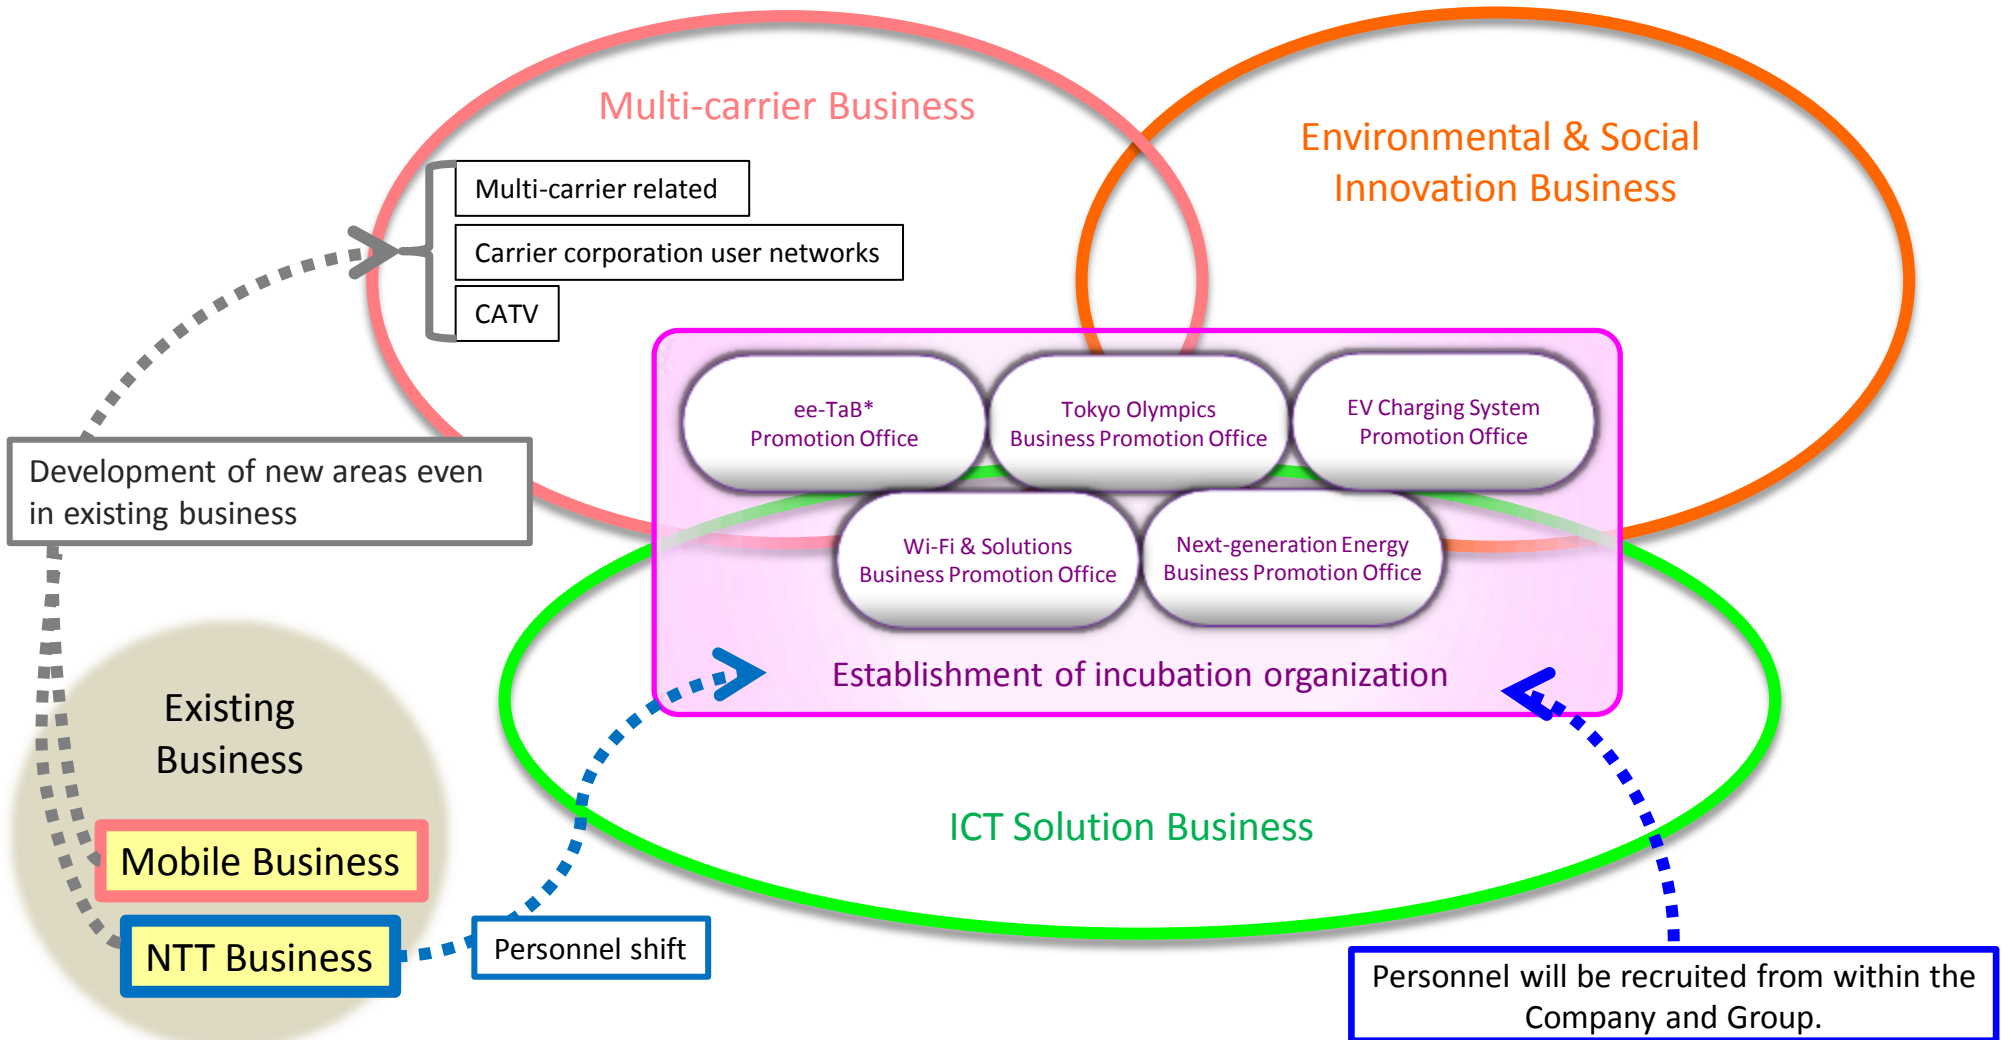 Multi-carrier Business
Environmental & Social
Innovation Business
Multi-carrier related
Carrier corporation user networks
CATV
ee-TaB*
Promotion Office
Tokyo Olympics
Business Promotion Office
EV Charging System
Promotion Office
Development of new areas even
in existing business
Wi-Fi & Solutions
Business Promotion Office
Next-generation Energy
Business Promotion Office
Establishment of incubation organization
Existing
Business
Mobile Business
NTT Business
Personnel shift
ICT Solution Business
Personnel will be recruited from within the
Company and Group.